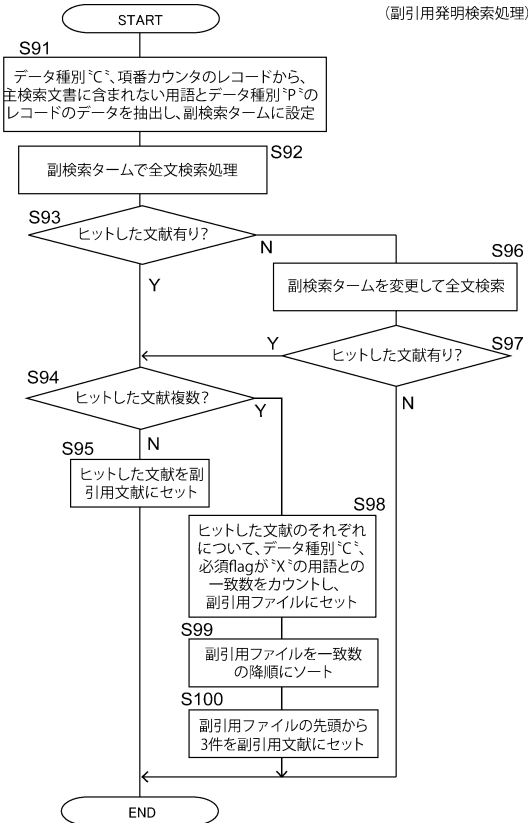 (副引用発明検索処理)
START
S91
データ種別〝C〟、項番カウンタのレコードから、
主検索文書に含まれない用語とデータ種別〝P〟の
レコードのデータを抽出し、副検索タームに設定
S92
副検索タームで全文検索処理
S93
ヒットした文献有り?
N
Y
S96
副検索タームを変更して全文検索
S97
ヒットした文献有り?
Y
N
S94
ヒットした文献複数?
Y
N
S95
ヒットした文献を副
引用文献にセット
S98
ヒットした文献のそれぞれ
について、データ種別〝C〟、
必須flagが〝X〟の用語との
一致数をカウントし、
副引用ファイルにセット
S99
副引用ファイルを一致数
の降順にソート
S100
副引用ファイルの先頭から
3件を副引用文献にセット
END